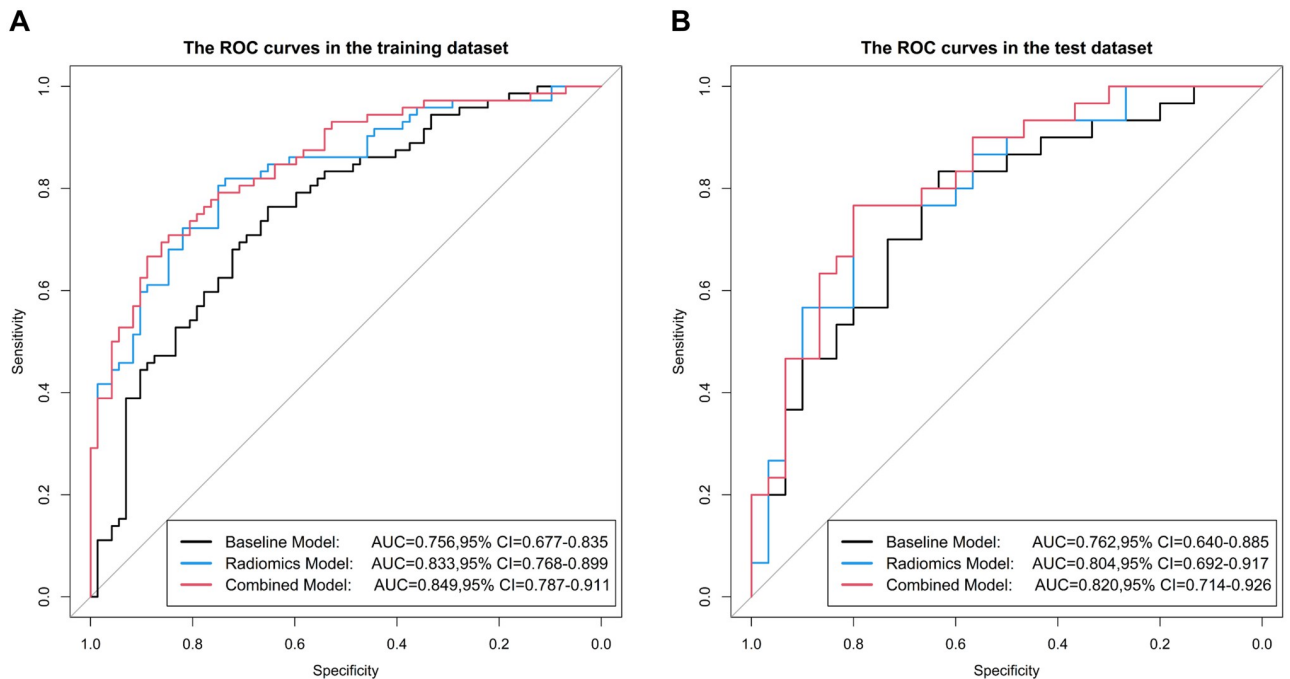 A
The ROC curves in the training dataset
Sensitivity
1.0
0.8
0.6
0.4
0.2
0.0
Baseline Model: AUC=0.756,95% CI=0.677-0.835
Radiomics Model: AUC=0.833,95% CI=0.768-0.899
Combined Model: AUC=0.849,95% CI=0.787-0.911
1.0 0.8 0.6 0.4 0.2 0.0
Specificity
B
The ROC curves in the test dataset
Sensitivity
1.0
0.8
0.6
0.4
0.2
0.0
Baseline Model: AUC=0.762,95% CI=0.640-0.885
Radiomics Model: AUC=0.804,95% CI=0.692-0.917
Combined Model: AUC=0.820,95% CI=0.714-0.926
1.0 0.8 0.6 0.4 0.2 0.0
Specificity